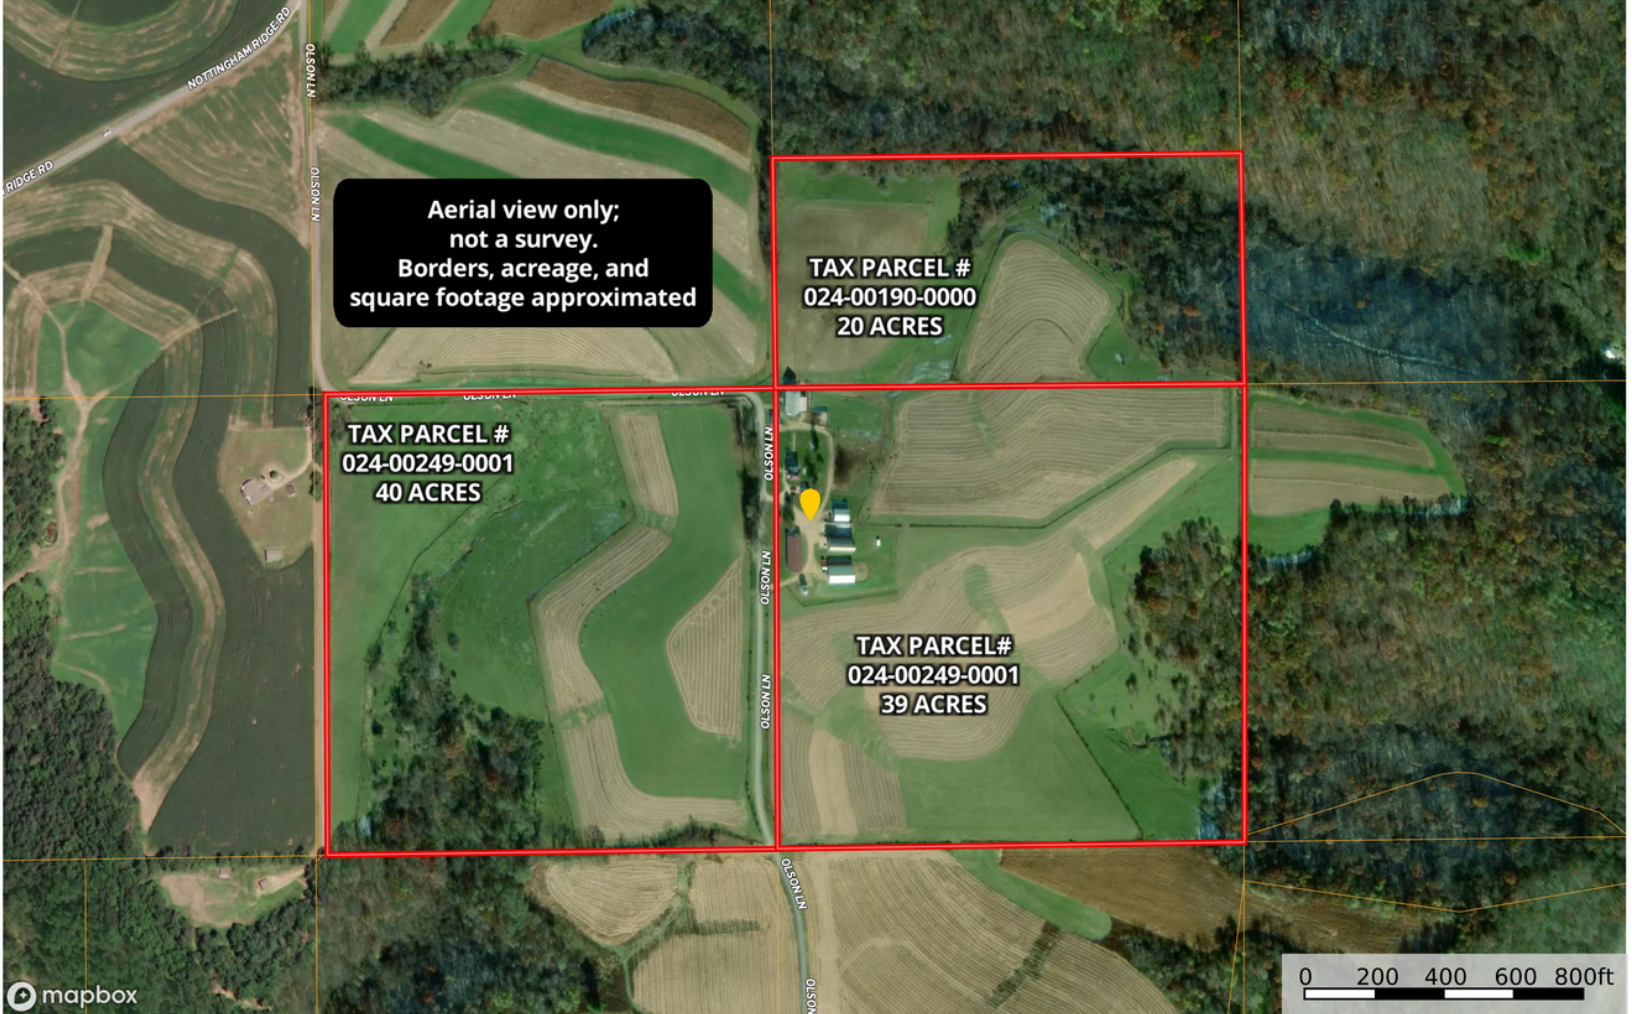 NOTTINGHAM RIDGE RD
OLSON LN
RIDGE RD
OLSON LN
Aerial view only;
not a survey.
Borders, acreage, and
square footage approximated
TAX PARCEL #
024-00190-0000
20 ACRES
OLSON LN
OLSON LN
OLSON LN
TAX PARCEL #
024-00249-0001
40 ACRES
OLSON LN
OLSON LN
TAX PARCEL#
024-00249-0001
39 ACRES
OLSON LN
OLSON LN
OLSON
mapbox
0 200 400 600 800ft